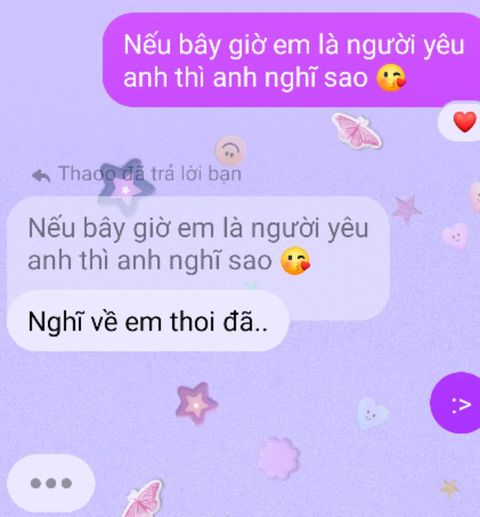 Nếu bây giờ em là người yêu
anh thì anh nghĩ sao 😘
Thaoo đã trả lời bạn
Nếu bây giờ em là người yêu
anh thì anh nghĩ sao 😘
Nghĩ về em thoi đã..
:>